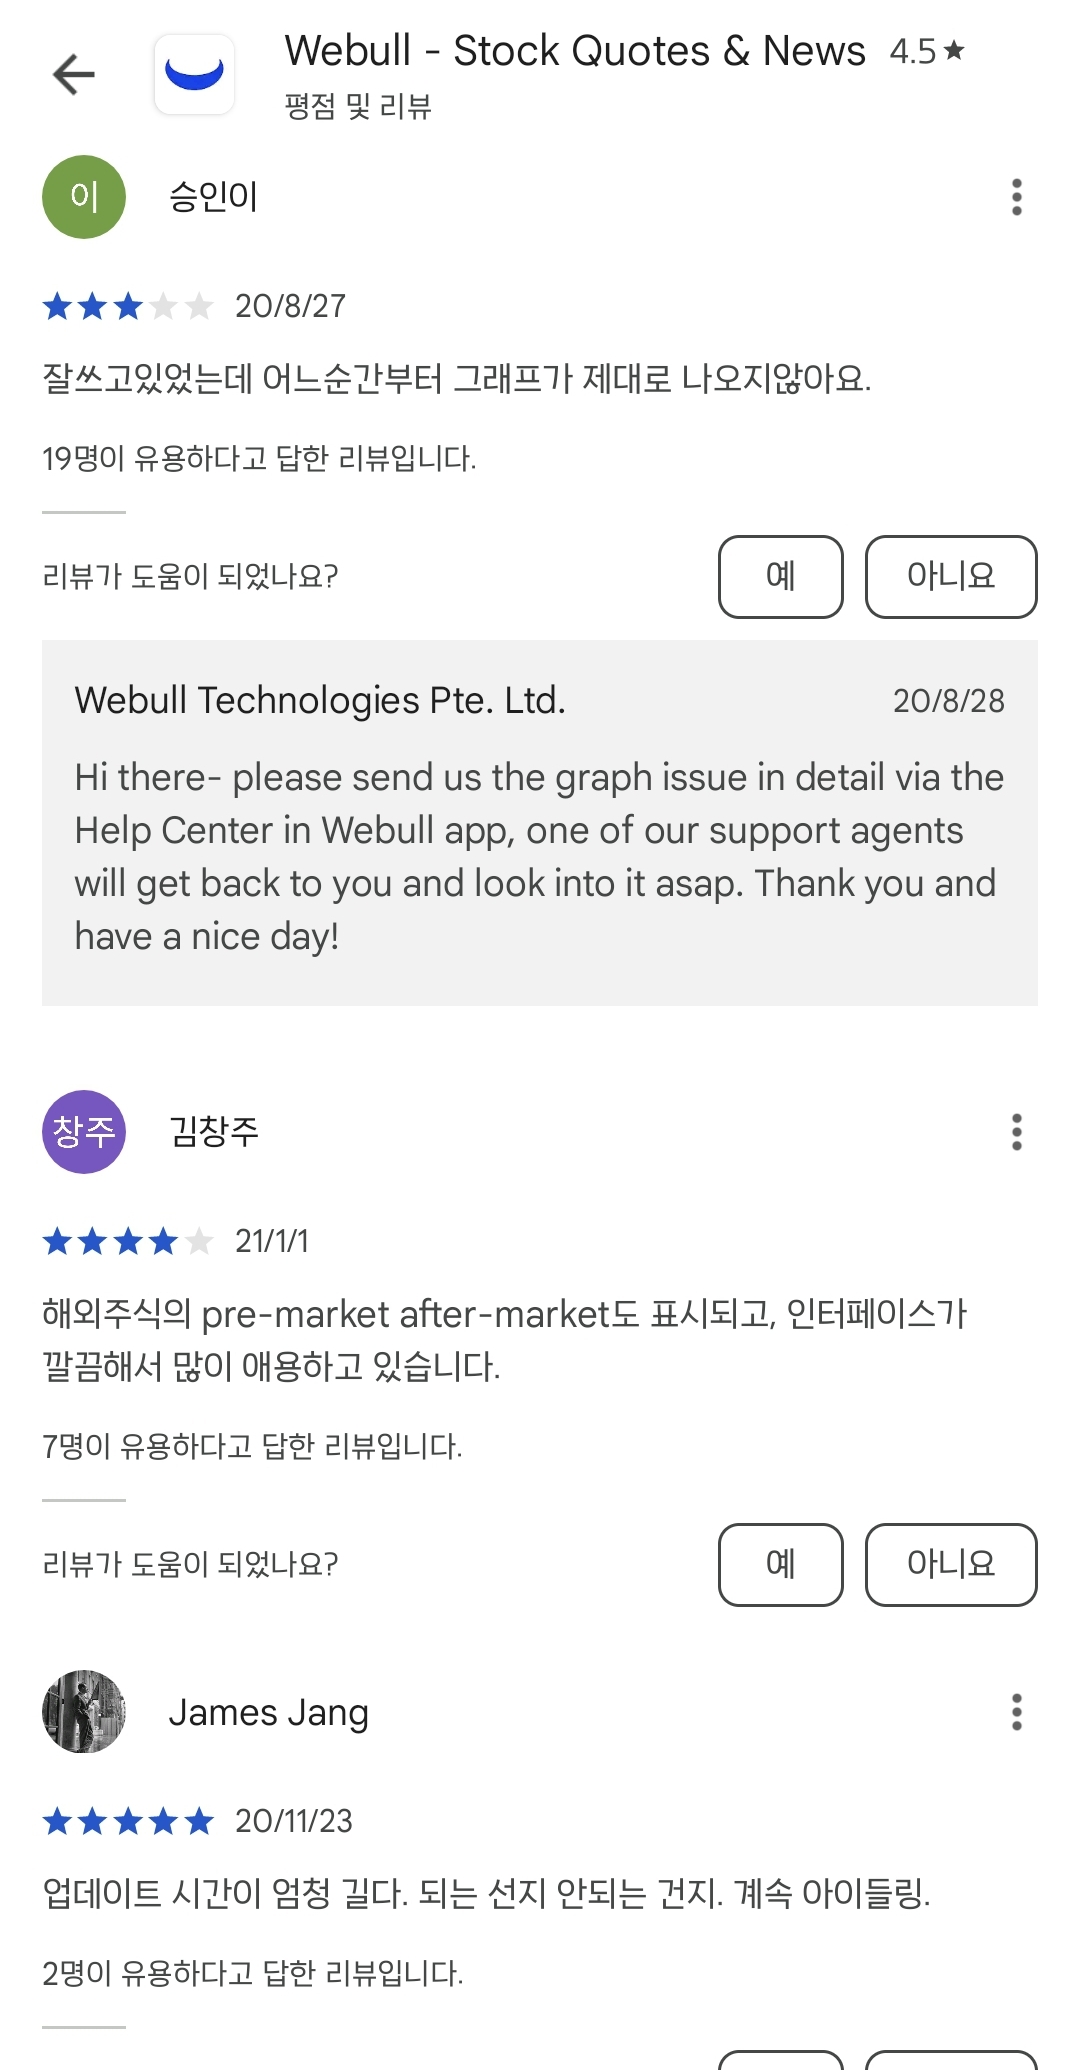 Webull - Stock Quotes & News 4.5★
평점 및 리뷰
이 승인이
20/8/27
잘쓰고있었는데 어느순간부터 그래프가 제대로 나오지않아요.
19명이 유용하다고 답한 리뷰입니다.
리뷰가 도움이 되었나요? 예 아니요
Webull Technologies Pte. Ltd. 20/8/28
Hi there- please send us the graph issue in detail via the
Help Center in Webull app, one of our support agents
will get back to you and look into it asap. Thank you and
have a nice day!
창주 김창주
21/1/1
해외주식의 pre-market after-market도 표시되고, 인터페이스가
깔끔해서 많이 애용하고 있습니다.
7명이 유용하다고 답한 리뷰입니다.
리뷰가 도움이 되었나요? 예 아니요
James Jang
20/11/23
업데이트 시간이 엄청 길다. 되는 선지 안되는 건지. 계속 아이들링.
2명이 유용하다고 답한 리뷰입니다.